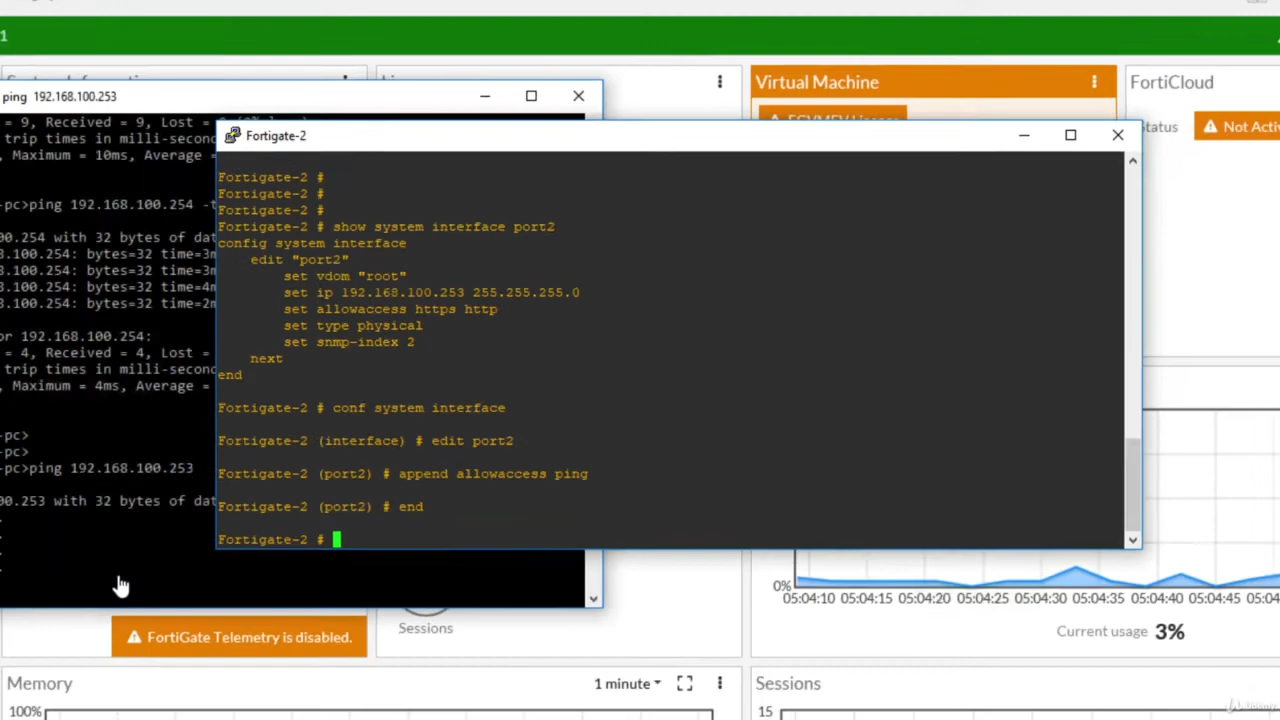 1
Virtual Machine
FortiCloud
ping 192.168.100.253
Status
Not Activ
= 9, Received = 9, Lost =
trip times in milli-second
, Maximum = 10ms, Average =
-pc>ping 192.168.100.254 -t
00.254 with 32 bytes of dat
8.100.254: bytes=32 time=3m
8.100.254: bytes=32 time=3m
8.100.254: bytes=32 time=4m
8.100.254: bytes=32 time=2m
or 192.168.100.254:
= 4, Received = 4, Lost =
trip times in milli-second
, Maximum = 4ms, Average =
-pc>
-pc>
-pc>ping 192.168.100.253
00.253 with 32 bytes of dat
Fortigate-2
Fortigate-2 #
Fortigate-2 #
Fortigate-2 #
Fortigate-2 # show system interface port2
config system interface
edit "port2"
set vdom "root"
set ip 192.168.100.253 255.255.255.0
set allowaccess https http
set type physical
set snmp-index 2
next
end
Fortigate-2 # conf system interface
Fortigate-2 (interface) # edit port2
Fortigate-2 (port2) # append allowaccess ping
Fortigate-2 (port2) # end
Fortigate-2 #
0%
05:04:10 05:04:15 05:04:20 05:04:25 05:04:30 05:04:35 05:04:40 05:04:45 05:04
Current usage 3%
Sessions
FortiGate Telemetry is disabled.
Memory
1 minute
Sessions
100%
15